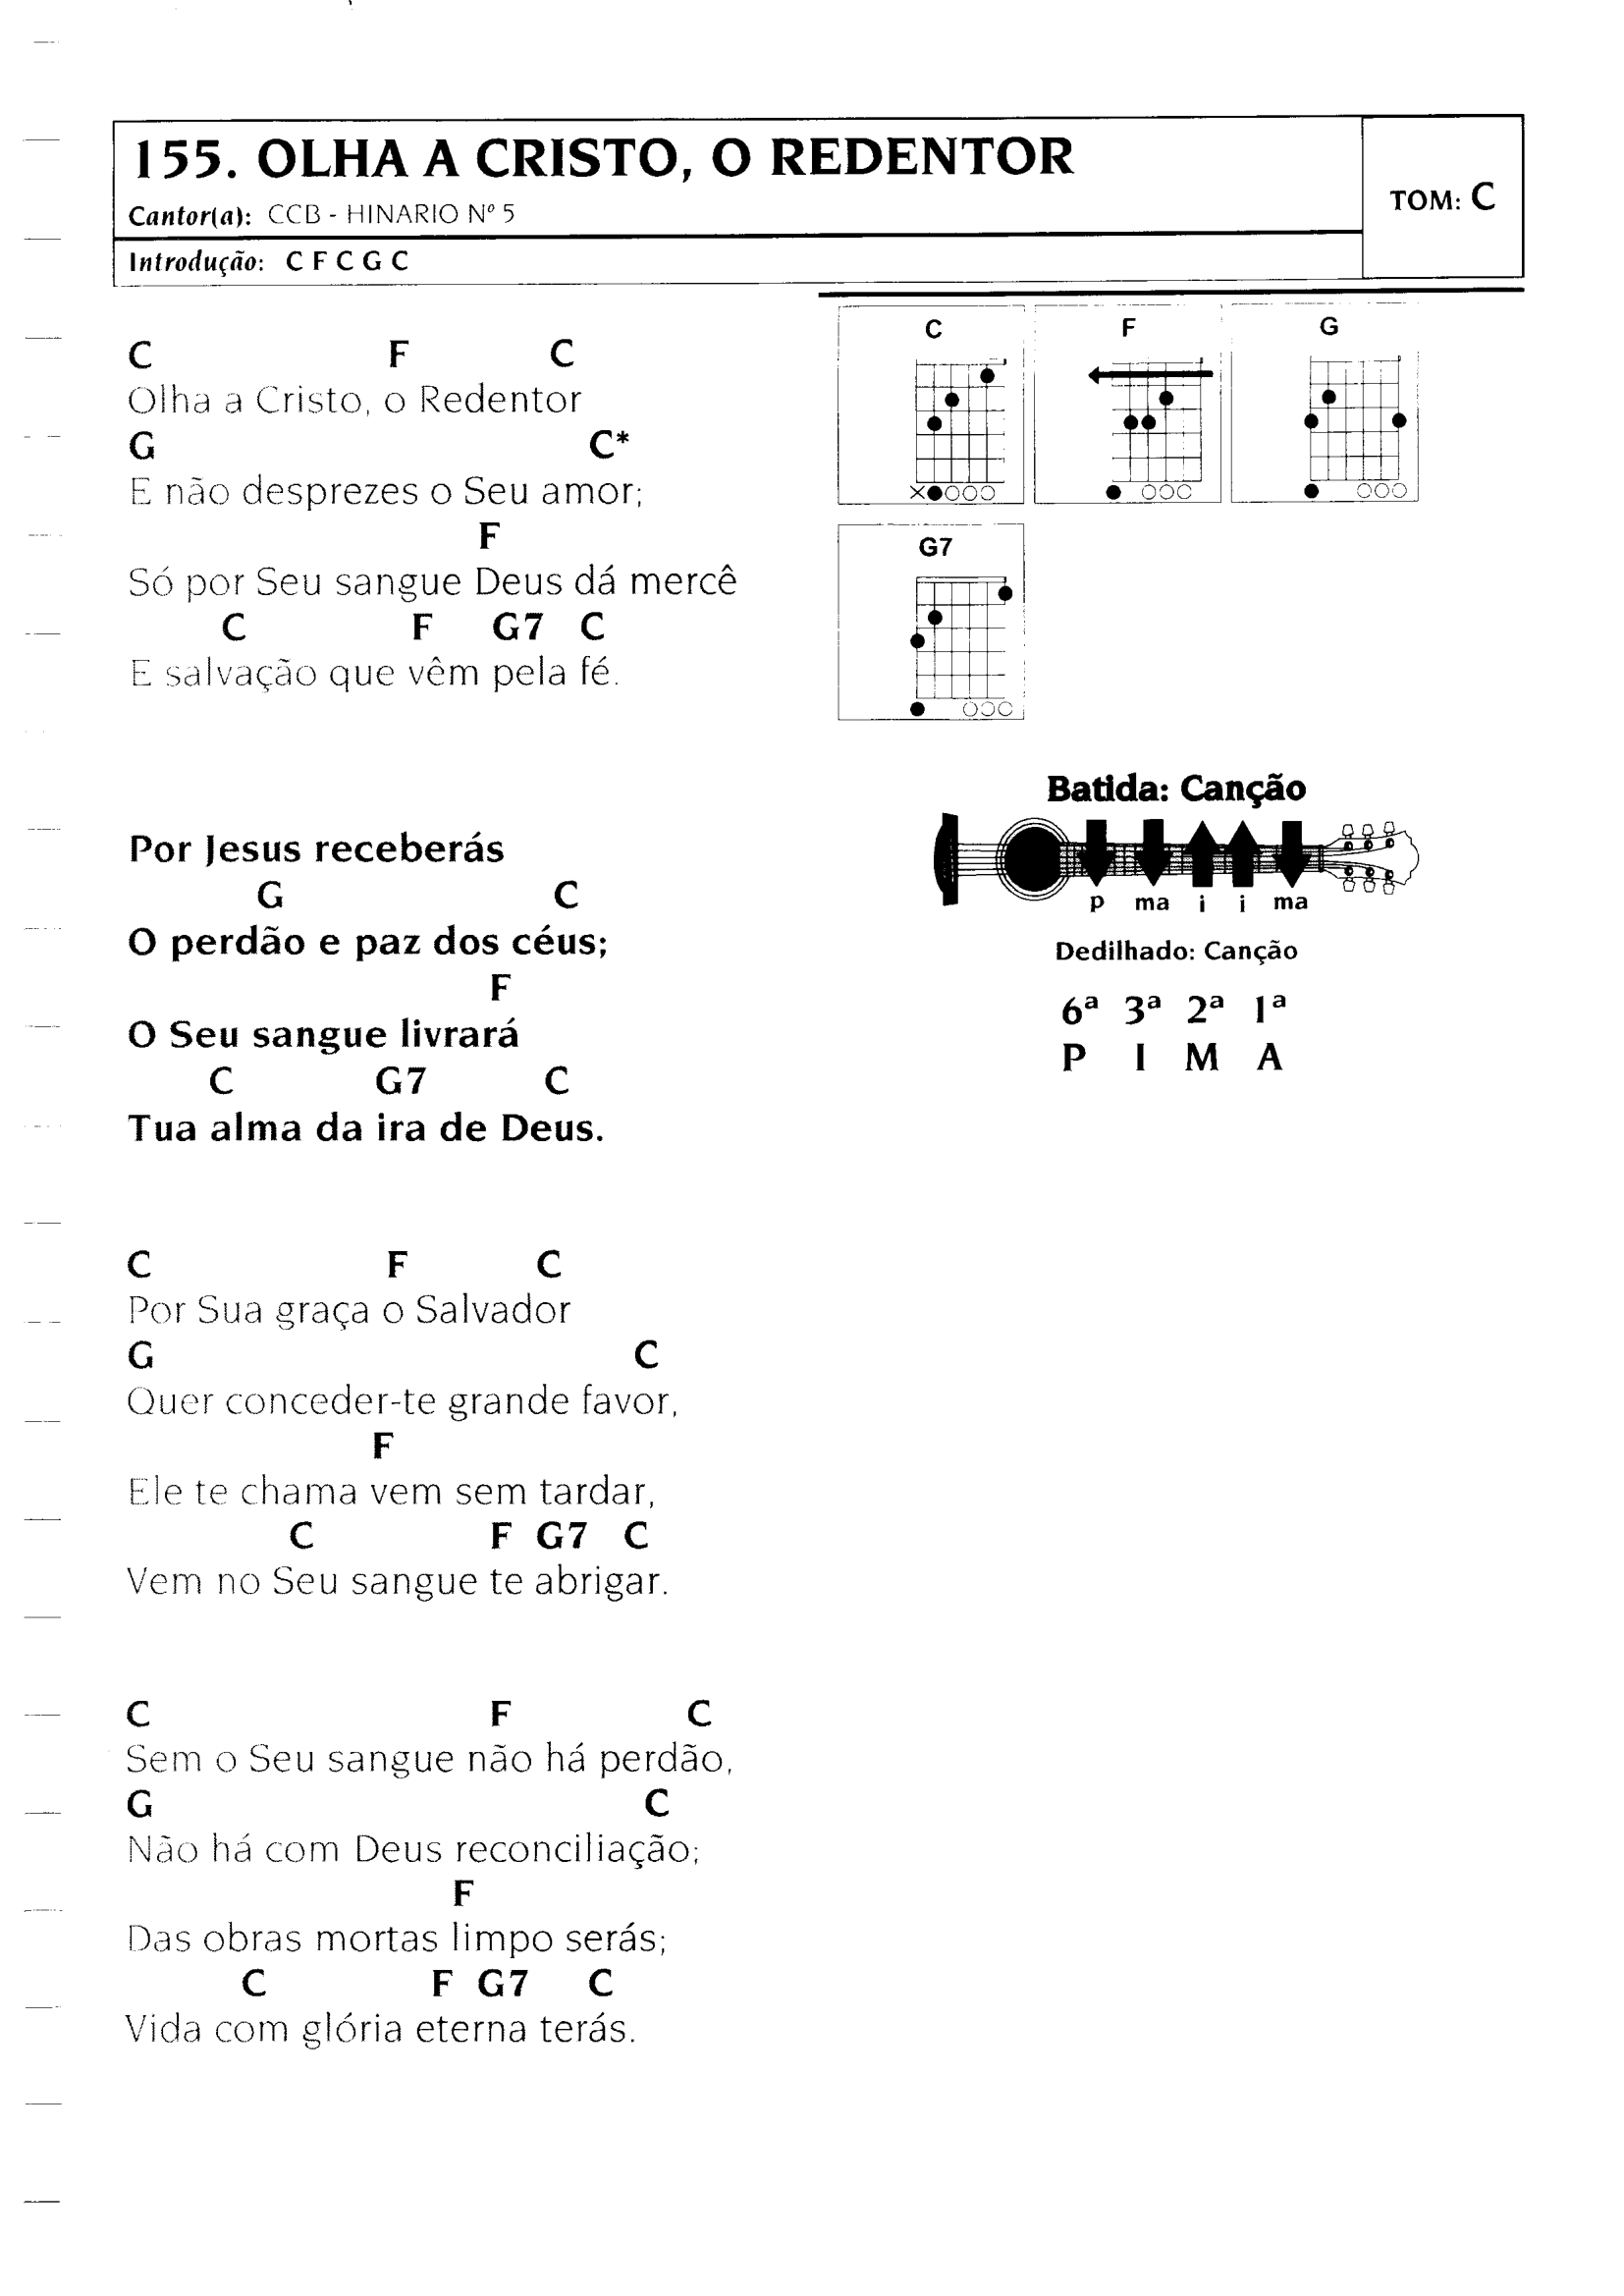 155. OLHA A CRISTO, O REDENTOR
Cantor(a): CCB - HINARIO Nº 5
TOM: C
Introdução: C F C G C
C F C
Olha a Cristo, o Redentor
G C*
E não desprezes o Seu amor;
F
Só por Seu sangue Deus dá mercê
C F G7 C
E salvação que vêm pela fé.
Por Jesus receberás
G C
O perdão e paz dos céus;
F
O Seu sangue livrará
C G7 C
Tua alma da ira de Deus.
C F C
Por Sua graça o Salvador
G C
Quer conceder-te grande favor,
F
Ele te chama vem sem tardar,
C F G7 C
Vem no Seu sangue te abrigar.
C F C
Sem o Seu sangue não há perdão,
G C
Não há com Deus reconciliação;
F
Das obras mortas limpo serás;
C F G7 C
Vida com glória eterna terás.
C F G
G7
Batida: Canção
p ma i i ma
Dedilhado: Canção
6ª 3ª 2ª 1ª
P I M A